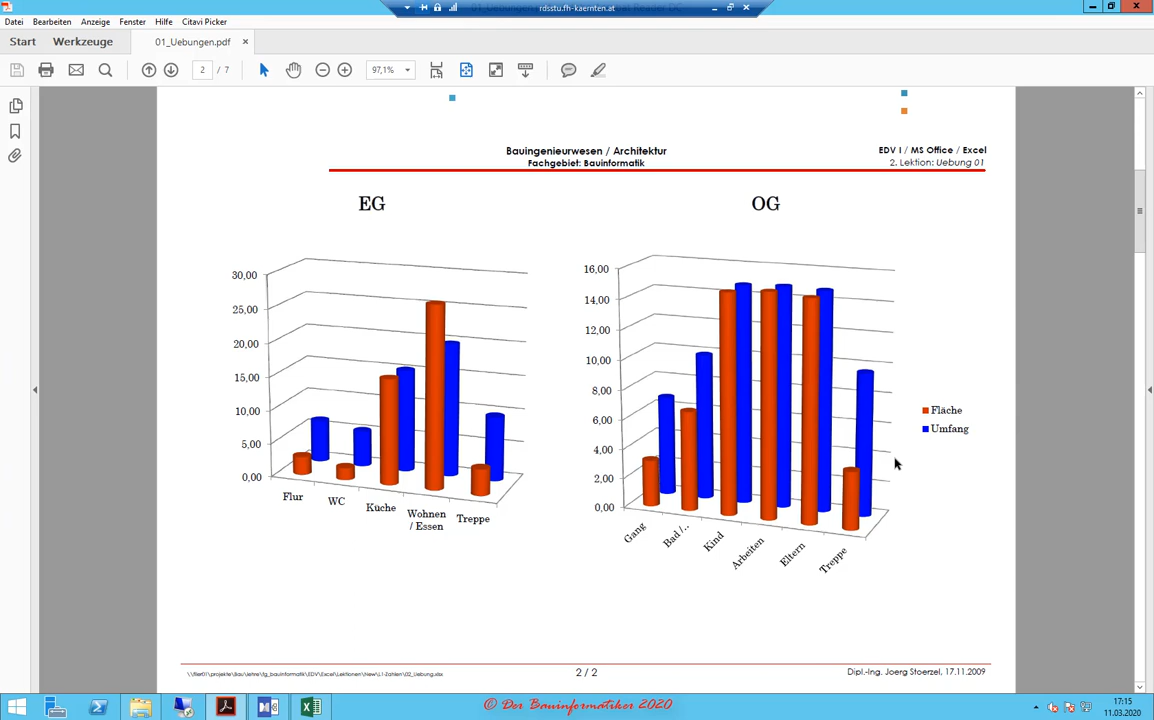 01_Uebungen
bat Reader DC
rdsstu.fh-kaernten.at
Datei Bearbeiten Anzeige Fenster Hilfe Citavi Picker
Start Werkzeuge 01_Uebungen.pdf ×
2 / 7 97,1%
Bauingenieurwesen / Architektur
Fachgebiet: Bauinformatik
EDV I / MS Office / Excel
2. Lektion: Uebung 01
EG
30,00
25,00
20,00
15,00
10,00
5,00
0,00
Flur WC Kuche Wohnen / Essen Treppe
OG
16,00
14,00
12,00
10,00
8,00
6,00
4,00
2,00
0,00
Gang Bad /.. Kind Arbeiten Eltern Treppe
Fläche
Umfang
2 / 2
Dipl.-Ing. Joerg Stoerzel, 17.11.2009
© Der Bauinformatiker 2020
17:15
11.03.2020